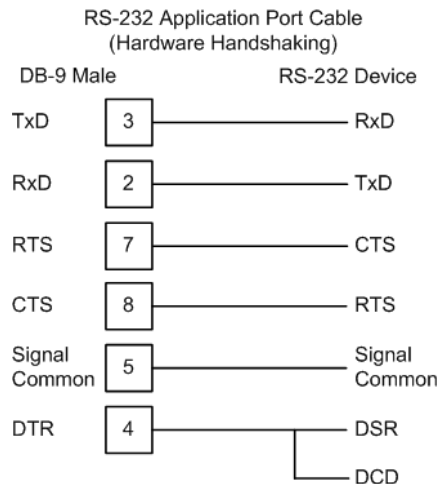 RS-232 Application Port Cable
(Hardware Handshaking)
DB-9 Male RS-232 Device
TxD 3 RxD
RxD 2 TxD
RTS 7 CTS
CTS 8 RTS
Signal Common 5 Signal Common
DTR 4 DSR
DCD